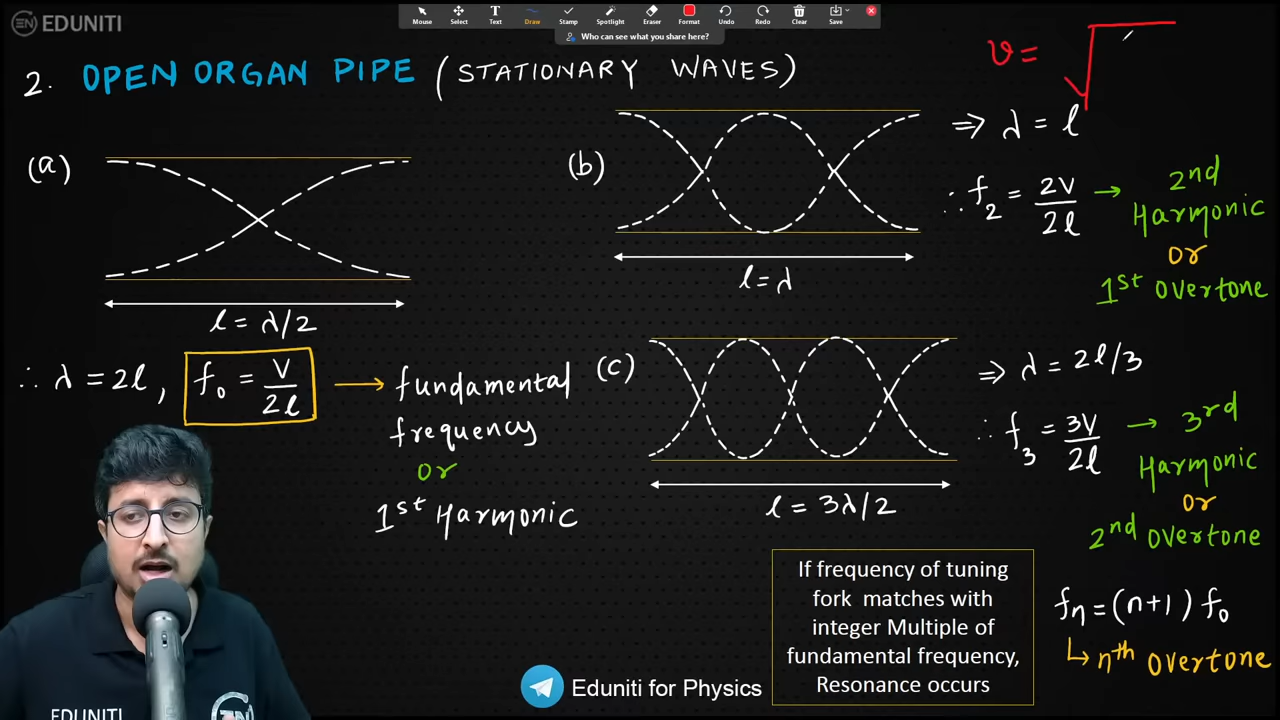 EDUNITI
Mouse Select Text Draw Stamp Spotlight Eraser Format Undo Redo Clear Save
Who can see what you share here?
2. OPEN ORGAN PIPE (STATIONARY WAVES)
v = √
(a)
l = λ/2
∴ λ = 2l, f₀ = V/2l → fundamental
frequency
or
1st Harmonic
(b)
l = λ
⇒ λ = l
∴ f₂ = 2V/2l → 2nd
Harmonic
or
1st overtone
(c)
l = 3λ/2
⇒ λ = 2l/3
∴ f₃ = 3V/2l → 3rd
Harmonic
or
2nd overtone
If frequency of tuning
fork matches with
integer Multiple of
fundamental frequency,
Resonance occurs
fₙ = (n+1) f₀
↳ nth overtone
Eduniti for Physics
EDUNITI